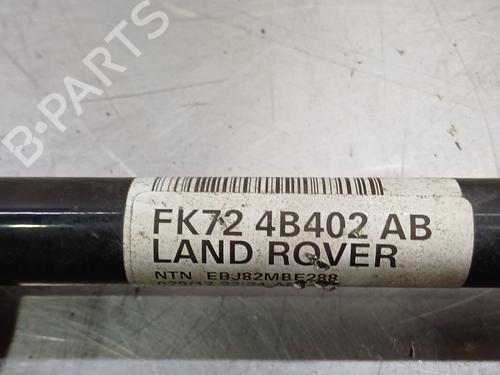 B-PARTS
FK72 4B402 AB
LAND ROVER
NTN EBJ82MBE288